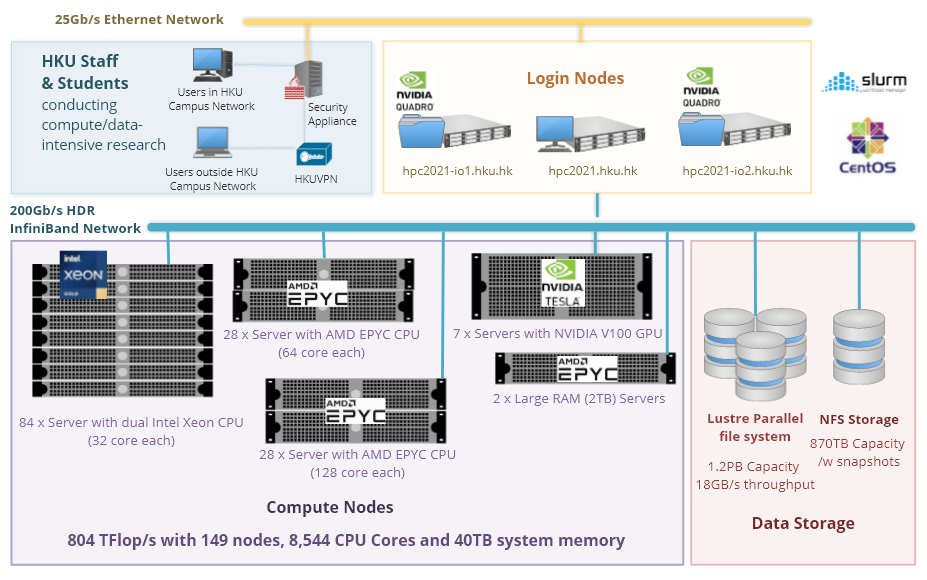 25Gb/s Ethernet Network
HKU Staff
& Students
conducting
compute/data-
intensive research
Users in HKU
Campus Network
Security
Appliance
Users outside HKU
Campus Network
HKUVPN
Login Nodes
NVIDIA
QUADRO
hpc2021-io1.hku.hk
hpc2021.hku.hk
NVIDIA
QUADRO
hpc2021-io2.hku.hk
slurm
workload manager
CentOS
200Gb/s HDR
InfiniBand Network
intel
XEON
GOLD
84 x Server with dual Intel Xeon CPU
(32 core each)
AMD
EPYC
28 x Server with AMD EPYC CPU
(64 core each)
AMD
EPYC
28 x Server with AMD EPYC CPU
(128 core each)
NVIDIA
TESLA
7 x Servers with NVIDIA V100 GPU
AMD
EPYC
2 x Large RAM (2TB) Servers
Compute Nodes
804 TFlop/s with 149 nodes, 8,544 CPU Cores and 40TB system memory
Lustre Parallel
file system
1.2PB Capacity
18GB/s throughput
NFS Storage
870TB Capacity
/w snapshots
Data Storage